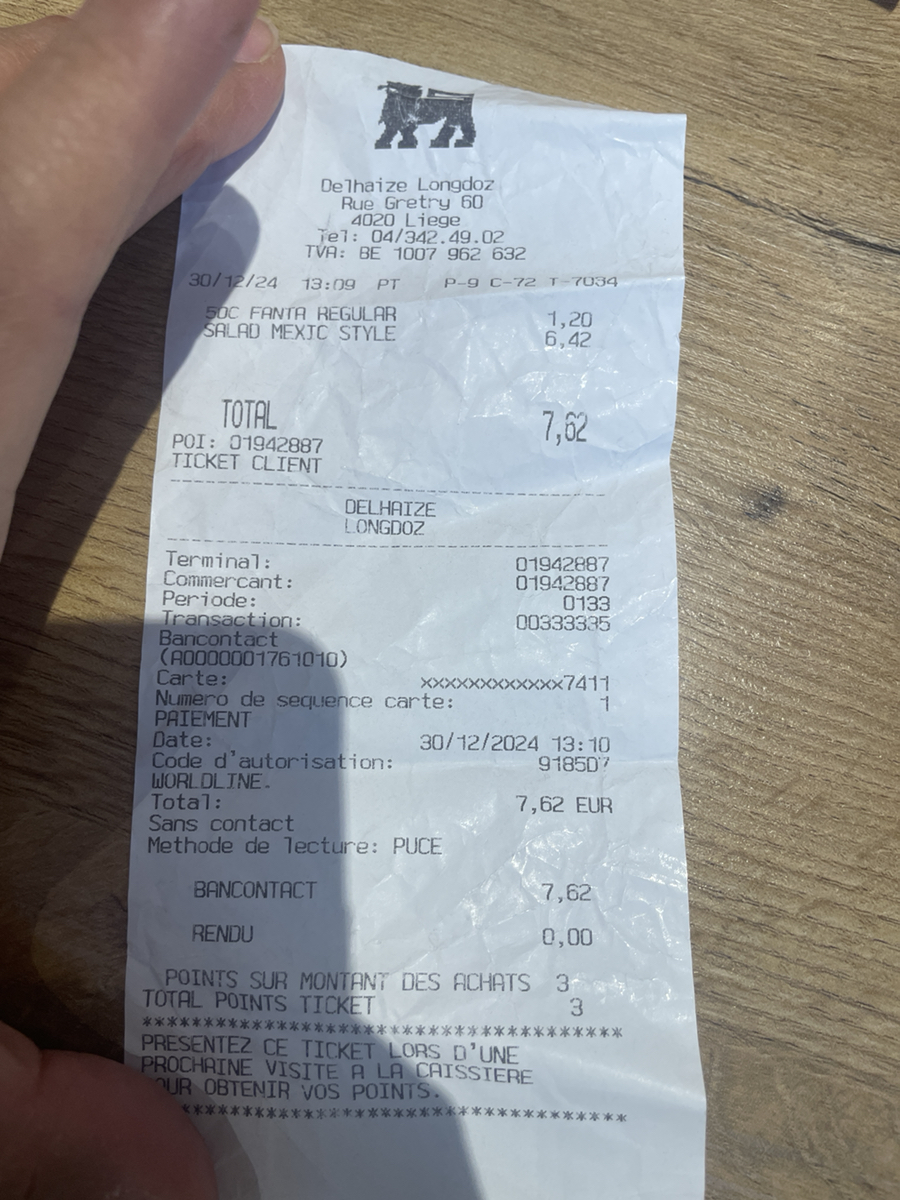 Delhaize Longdoz
Rue Gretry 60
4020 Liege
Tel: 04/342.49.02
TVA: BE 1007 962 632
30/12/24 13:09 PT P-9 C-72 T-7034
50C FANTA REGULAR 1,20
SALAD MEXIC STYLE 6,42
TOTAL 7,62
POI: 01942887
TICKET CLIENT
DELHAIZE
LONGDOZ
Terminal: 01942887
Commercant: 01942887
Periode: 0133
Transaction: 00333335
Bancontact
(A0000001761010)
Carte: xxxxxxxxxxxx7411
Numero de sequence carte: 1
PAIEMENT
Date: 30/12/2024 13:10
Code d'autorisation: 918507
WORLDLINE
Total: 7,62 EUR
Sans contact
Methode de lecture: PUCE
BANCONTACT 7,62
RENDU 0,00
POINTS SUR MONTANT DES ACHATS 3
TOTAL POINTS TICKET 3
****************************************
PRESENTEZ CE TICKET LORS D'UNE
PROCHAINE VISITE A LA CAISSIERE
POUR OBTENIR VOS POINTS.
****************************************